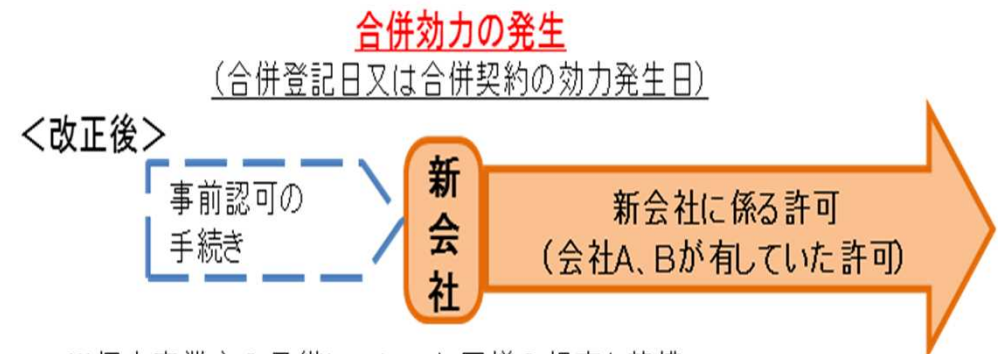 合併効力の発生
（合併登記日又は合併契約の効力発生日）
＜改正後＞
事前認可の
手続き
新会社
新会社に係る許可
（会社A、Bが有していた許可）